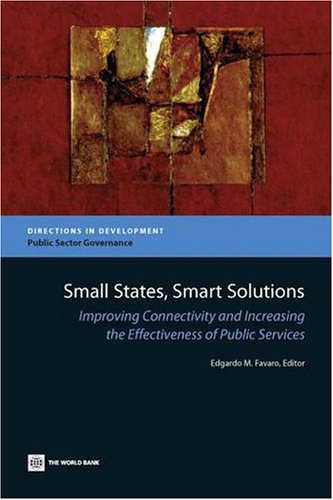 DIRECTIONS IN DEVELOPMENT
Public Sector Governance
Small States, Smart Solutions
Improving Connectivity and Increasing
the Effectiveness of Public Services
Edgardo M. Favaro, Editor
THE WORLD BANK